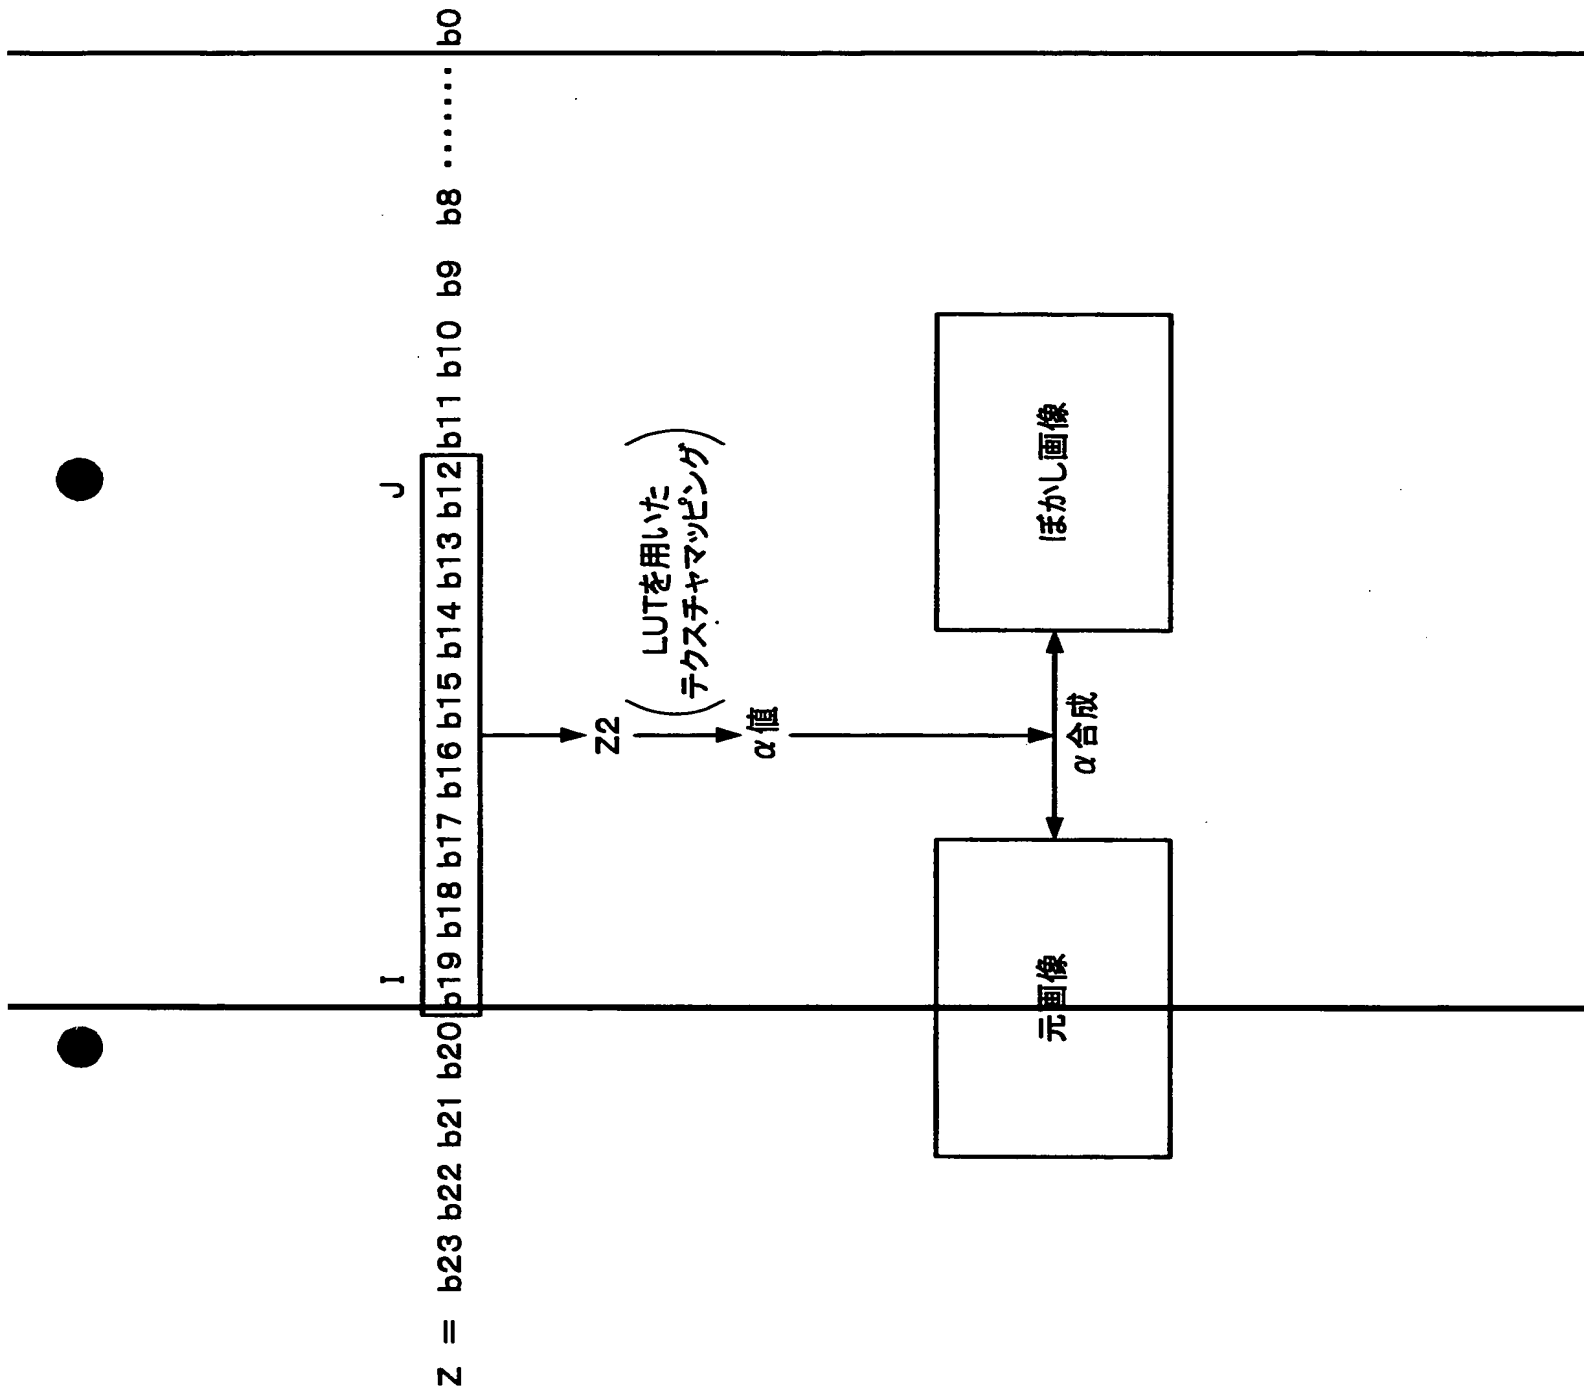 I J
Z = b23 b22 b21 b20 b19 b18 b17 b16 b15 b14 b13 b12 b11 b10 b9 b8 ······· b0
Z2
(LUTを用いた
テクスチャマッピング)
α値
α合成
元画像
ぼかし画像